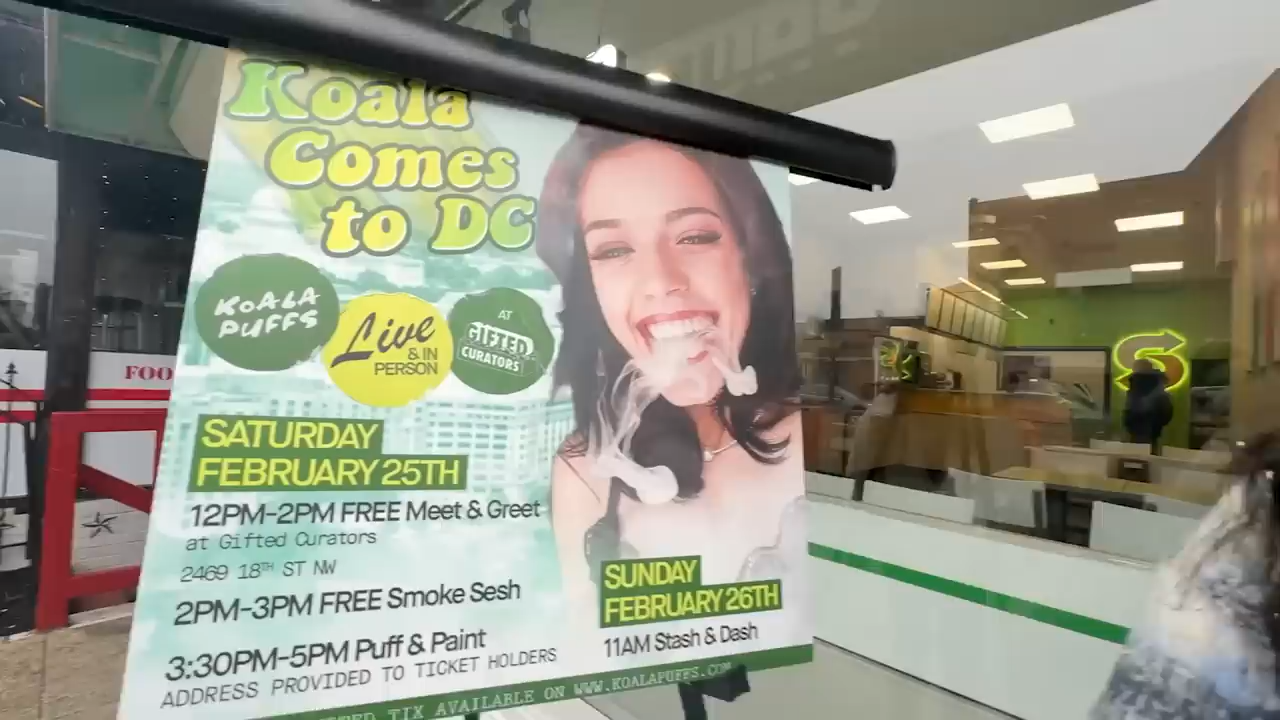 Koala
Comes
to DC
KOALA
PUFFS
Live
& IN
PERSON
AT
GIFTED
CURATORS
SATURDAY
FEBRUARY 25TH
12PM-2PM FREE Meet & Greet
at Gifted Curators
2469 18TH ST NW
2PM-3PM FREE Smoke Sesh
3:30PM-5PM Puff & Paint
ADDRESS PROVIDED TO TICKET HOLDERS
SUNDAY
FEBRUARY 26TH
11AM Stash & Dash
TIX AVAILABLE ON WWW.KOALAPUFFS.COM
FOO